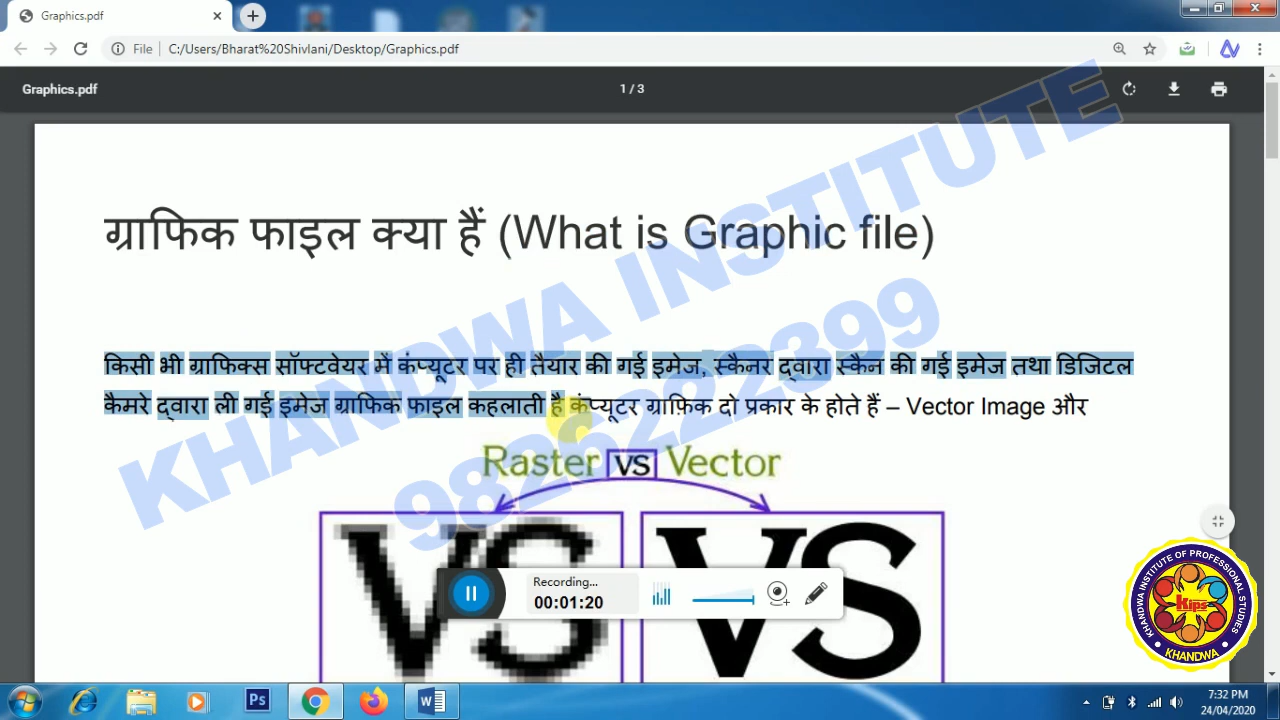 Graphics.pdf
File
C:/Users/Bharat%20Shivlani/Desktop/Graphics.pdf
Graphics.pdf
1 / 3
ग्राफिक फाइल क्या हैं (What is Graphic file)
किसी भी ग्राफिक्स सॉफ्टवेयर में कंप्यूटर पर ही तैयार की गई इमेज, स्कैनर द्वारा स्कैन की गई इमेज तथा डिजिटल
कैमरे द्वारा ली गई इमेज ग्राफिक फाइल कहलाती है कंप्यूटर ग्राफ़िक दो प्रकार के होते हैं – Vector Image और
KHANDWA INSTITUTE
9826222399
Raster VS Vector
VS
VS
Recording...
00:01:20
KHANDWA INSTITUTE OF PROFESSIONAL STUDIES
Kips
KHANDWA
Ps
W
7:32 PM
24/04/2020